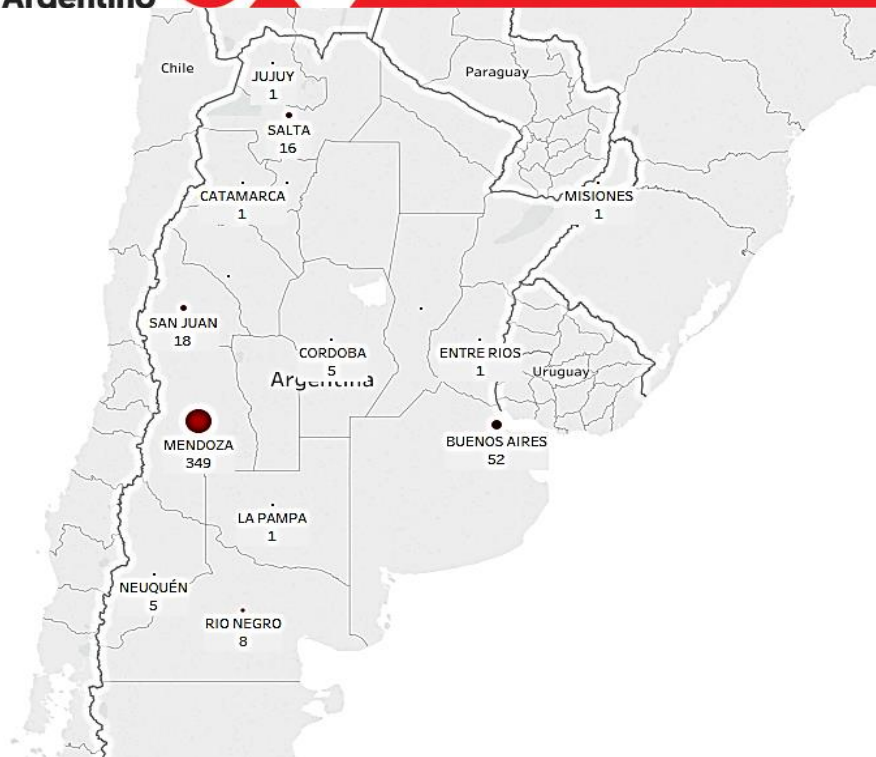 Argentino
Chile
JUJUY
1
Paraguay
SALTA
16
CATAMARCA
1
MISIONES
1
SAN JUAN
18
CORDOBA
5
ENTRE RIOS
1
Uruguay
Argentina
MENDOZA
349
BUENOS AIRES
52
LA PAMPA
1
NEUQUÉN
5
RIO NEGRO
8